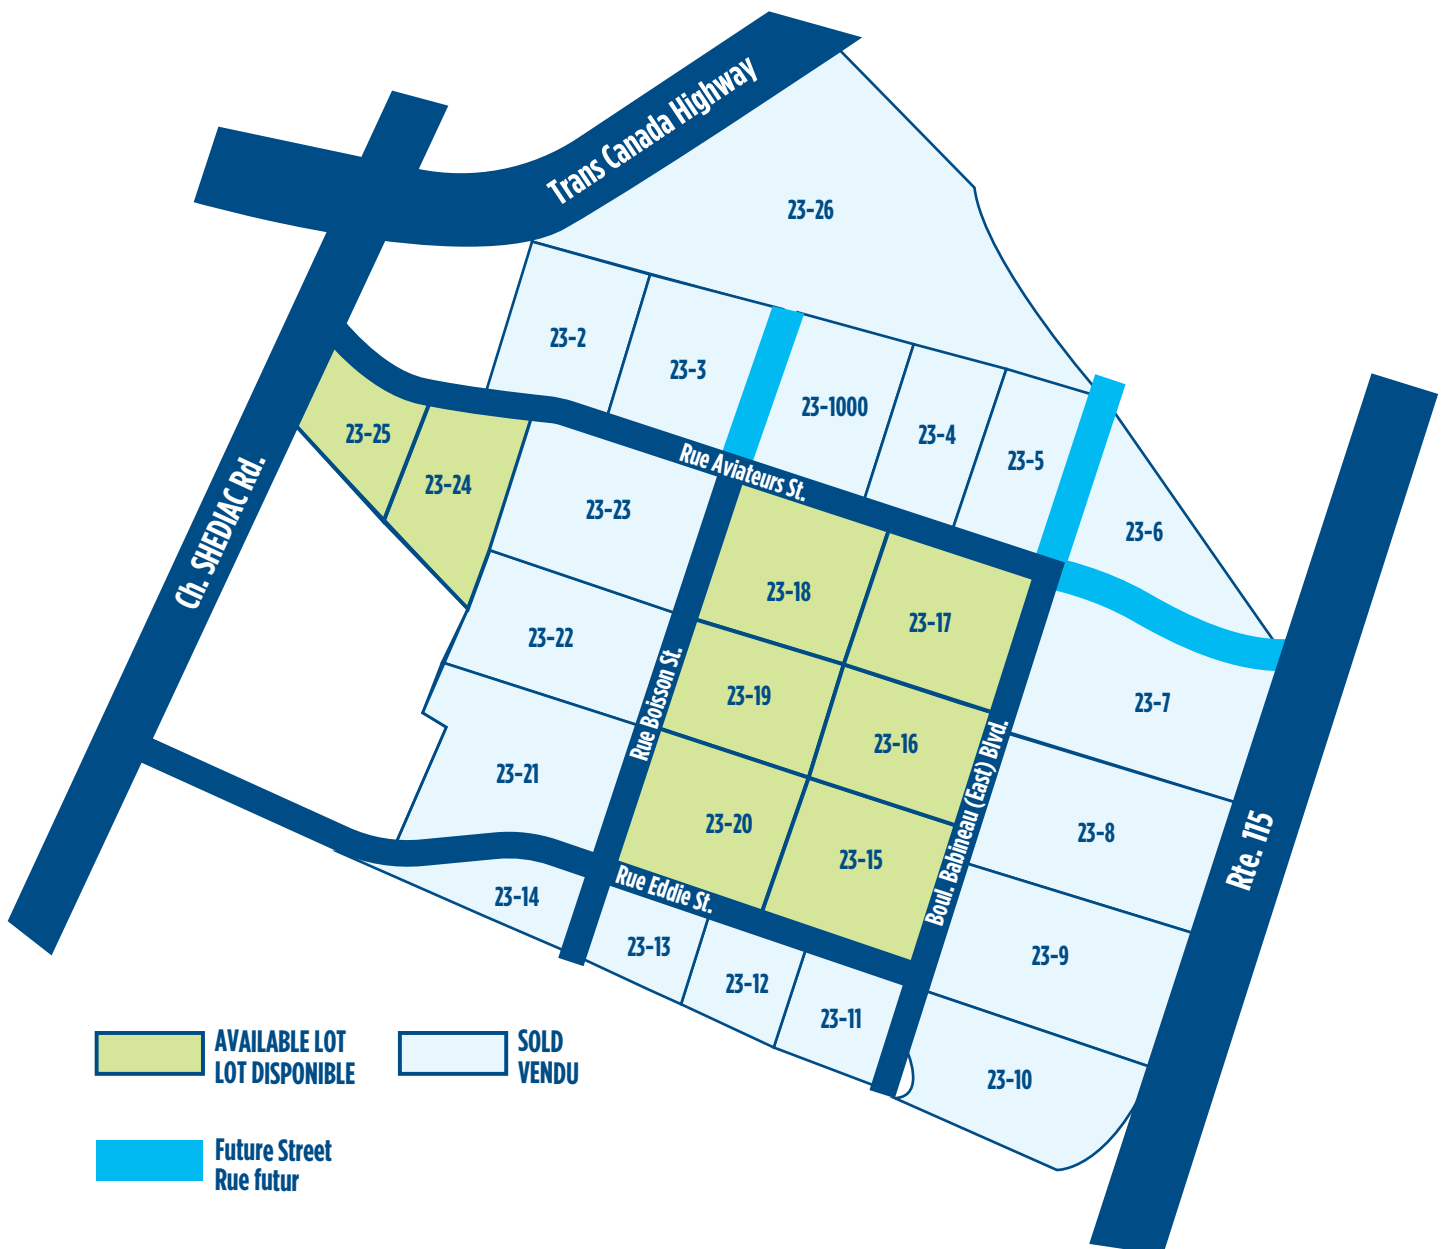 Trans Canada Highway
23-26
23-2
23-3
23-1000
23-4
23-5
23-6
23-25
23-24
23-23
Rue Aviateurs St.
Ch. SHEDIAC Rd.
23-18
23-17
23-22
23-19
23-16
23-7
Rue Boisson St.
23-21
23-20
23-15
Boul. Babineau (East) Blvd.
23-8
Rte. 115
23-14
Rue Eddie St.
23-13
23-12
23-11
23-9
23-10
AVAILABLE LOT
LOT DISPONIBLE
SOLD
VENDU
Future Street
Rue futur